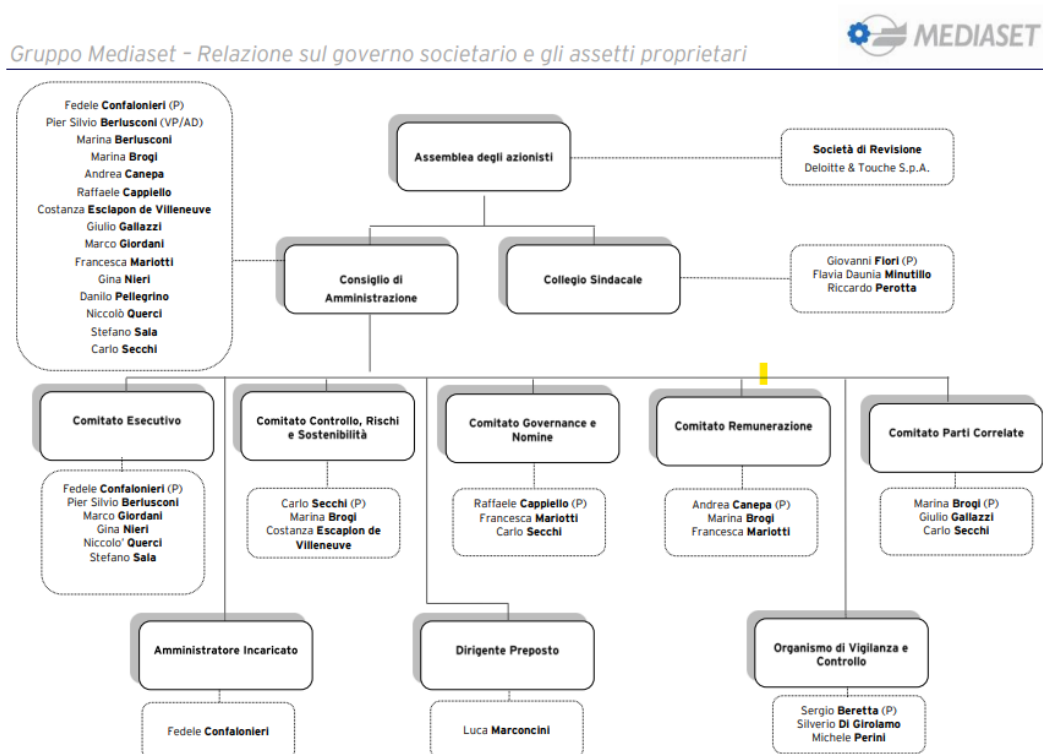 Gruppo Mediaset – Relazione sul governo societario e gli assetti proprietari
MEDIASET
Fedele Confalonieri (P)
Pier Silvio Berlusconi (VP/AD)
Marina Berlusconi
Marina Brogi
Andrea Canepa
Raffaele Cappiello
Costanza Esclapon de Villeneuve
Giulio Gallazzi
Marco Giordani
Francesca Mariotti
Gina Nieri
Danilo Pellegrino
Niccolò Querci
Stefano Sala
Carlo Secchi
Assemblea degli azionisti
Società di Revisione
Deloitte & Touche S.p.A.
Consiglio di
Amministrazione
Collegio Sindacale
Giovanni Fiori (P)
Flavia Daunia Minutillo
Riccardo Perotta
Comitato Esecutivo
Fedele Confalonieri (P)
Pier Silvio Berlusconi
Marco Giordani
Gina Nieri
Niccolo' Querci
Stefano Sala
Comitato Controllo, Rischi
e Sostenibilità
Carlo Secchi (P)
Marina Brogi
Costanza Escaplon de
Villeneuve
Comitato Governance e
Nomine
Raffaele Cappiello (P)
Francesca Mariotti
Carlo Secchi
Comitato Remunerazione
Andrea Canepa (P)
Marina Brogi
Francesca Mariotti
Comitato Parti Correlate
Marina Brogi (P)
Giulio Gallazzi
Carlo Secchi
Amministratore Incaricato
Fedele Confalonieri
Dirigente Preposto
Luca Marconcini
Organismo di Vigilanza e
Controllo
Sergio Beretta (P)
Silverio Di Girolamo
Michele Perini